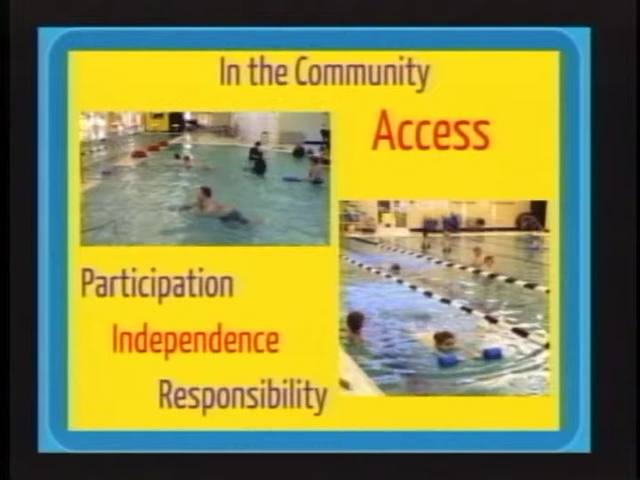 In the Community
Access
Participation
Independence
Responsibility